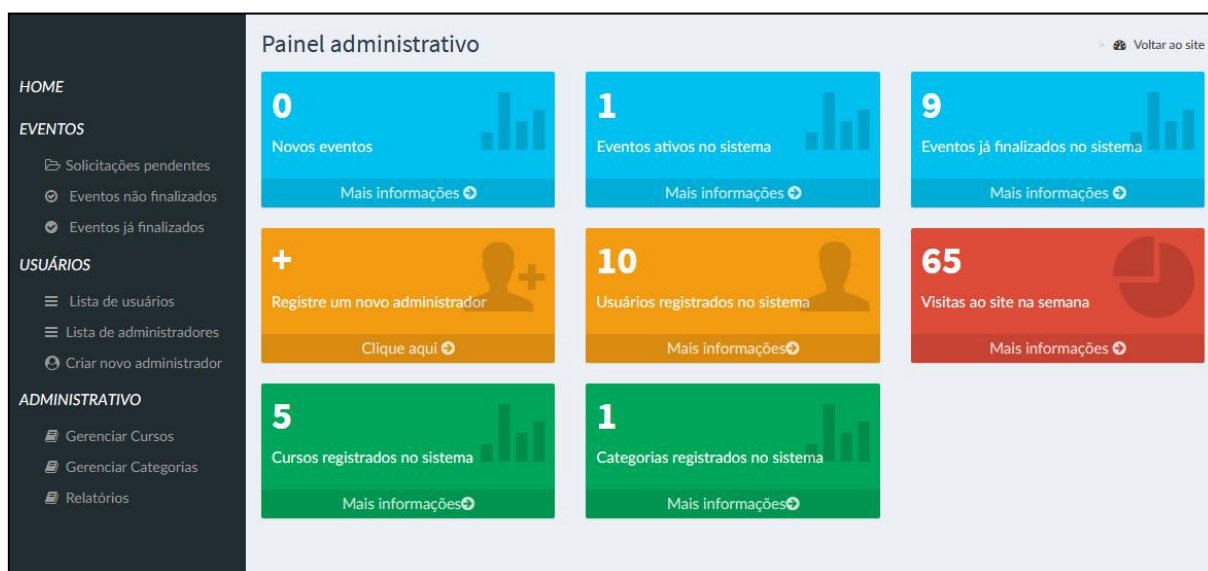 Painel administrativo
> Voltar ao site
HOME
EVENTOS
Solicitações pendentes
Eventos não finalizados
Eventos já finalizados
USUÁRIOS
Lista de usuários
Lista de administradores
Criar novo administrador
ADMINISTRATIVO
Gerenciar Cursos
Gerenciar Categorias
Relatórios
0
Novos eventos
Mais informações
1
Eventos ativos no sistema
Mais informações
9
Eventos já finalizados no sistema
Mais informações
+
Registre um novo administrador
Clique aqui
10
Usuários registrados no sistema
Mais informações
65
Visitas ao site na semana
Mais informações
5
Cursos registrados no sistema
Mais informações
1
Categorias registrados no sistema
Mais informações